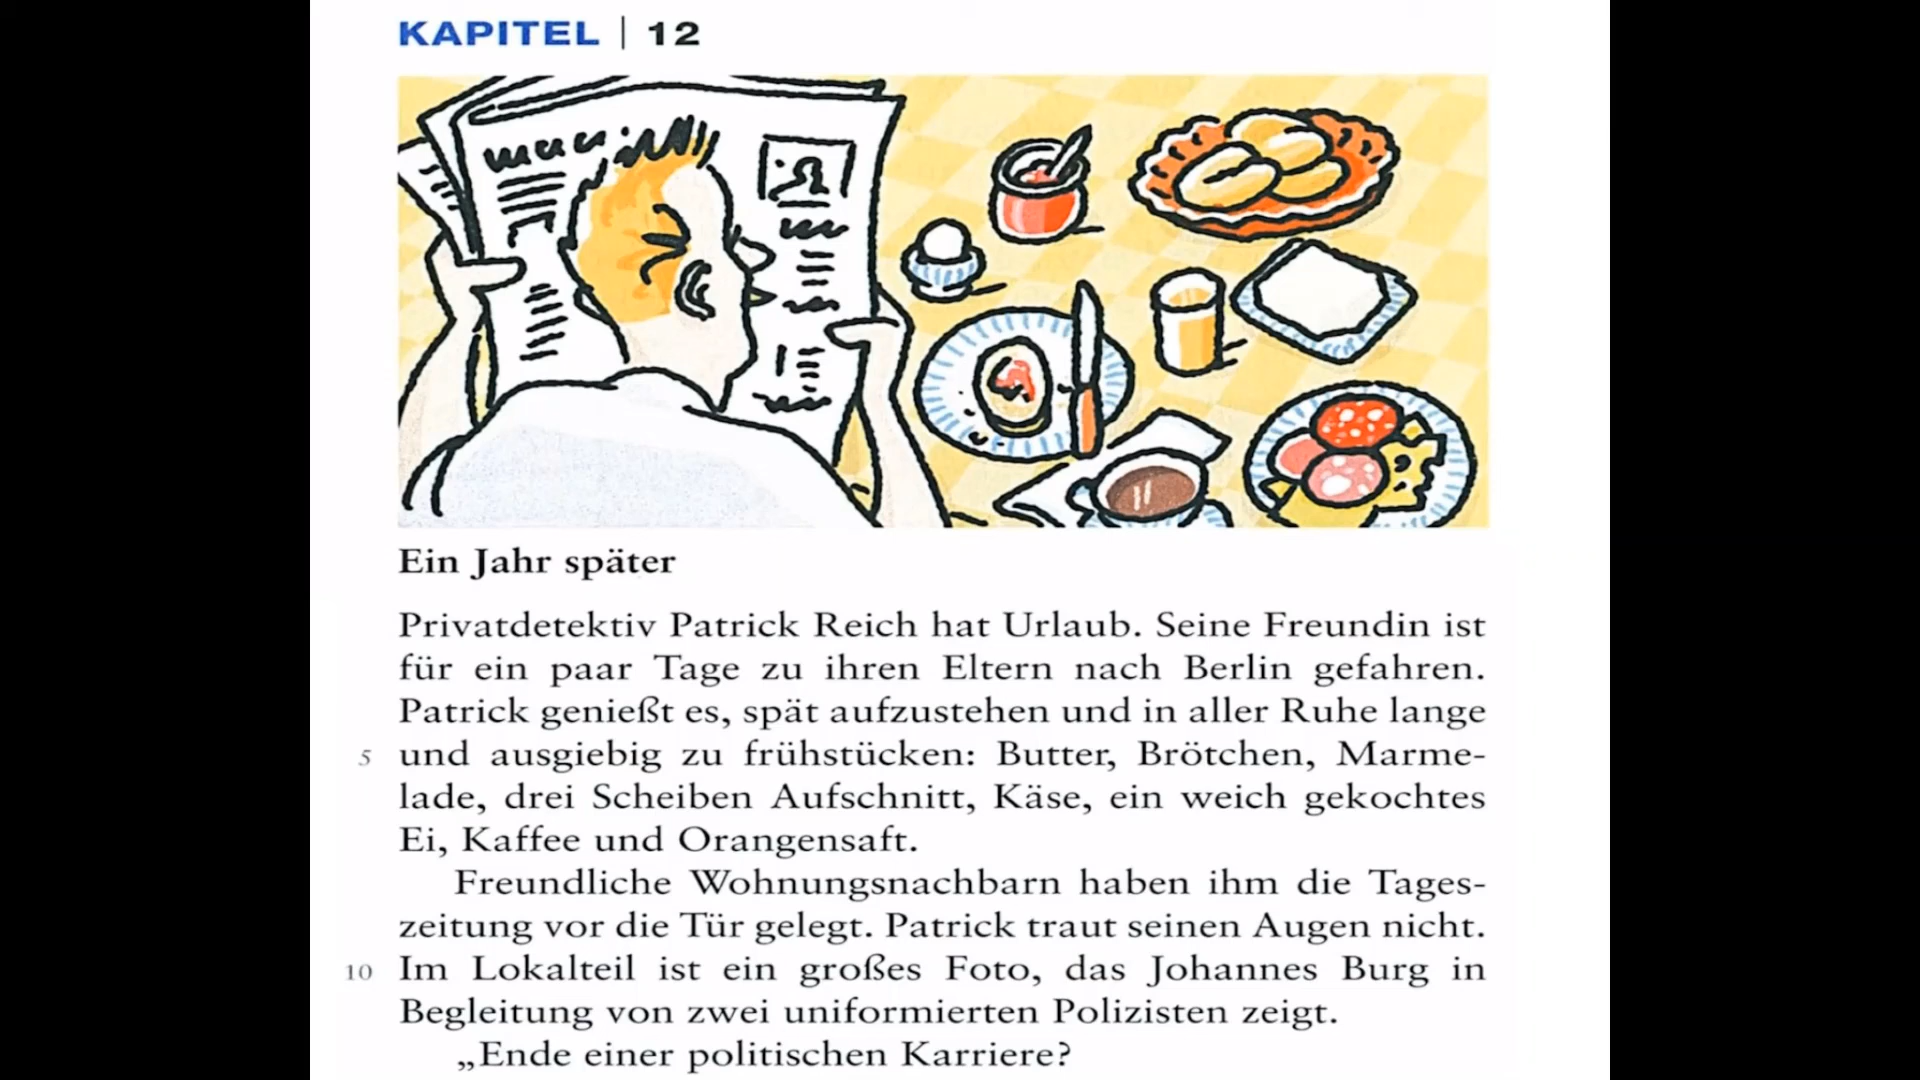 KAPITEL | 12
Ein Jahr später
Privatdetektiv Patrick Reich hat Urlaub. Seine Freundin ist
für ein paar Tage zu ihren Eltern nach Berlin gefahren.
Patrick genießt es, spät aufzustehen und in aller Ruhe lange
5 und ausgiebig zu frühstücken: Butter, Brötchen, Marme-
lade, drei Scheiben Aufschnitt, Käse, ein weich gekochtes
Ei, Kaffee und Orangensaft.
Freundliche Wohnungsnachbarn haben ihm die Tages-
zeitung vor die Tür gelegt. Patrick traut seinen Augen nicht.
10 Im Lokalteil ist ein großes Foto, das Johannes Burg in
Begleitung von zwei uniformierten Polizisten zeigt.
„Ende einer politischen Karriere?